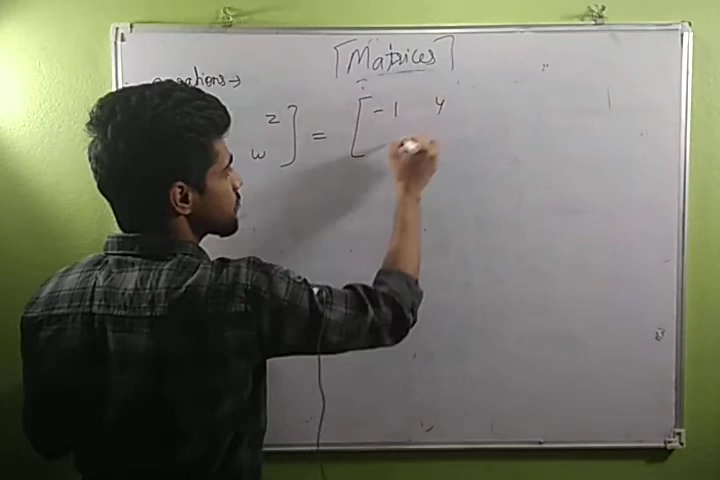 [Matrices]
z ] = [ -1 4
w